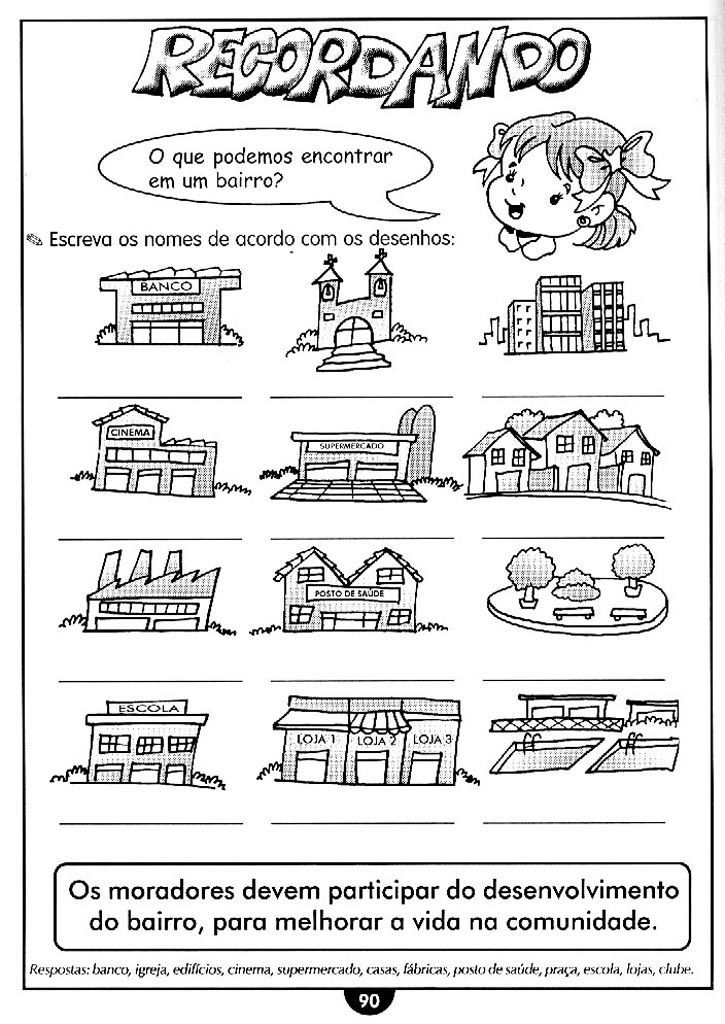 RECORDANDO
O que podemos encontrar
em um bairro?
Escreva os nomes de acordo com os desenhos:
BANCO
CINEMA
SUPERMERCADO
POSTO DE SAÚDE
ESCOLA
LOJA 1 LOJA 2 LOJA 3
Os moradores devem participar do desenvolvimento
do bairro, para melhorar a vida na comunidade.
Respostas: banco, igreja, edifícios, cinema, supermercado, casas, fábricas, posto de saúde, praça, escola, lojas, clube.
90